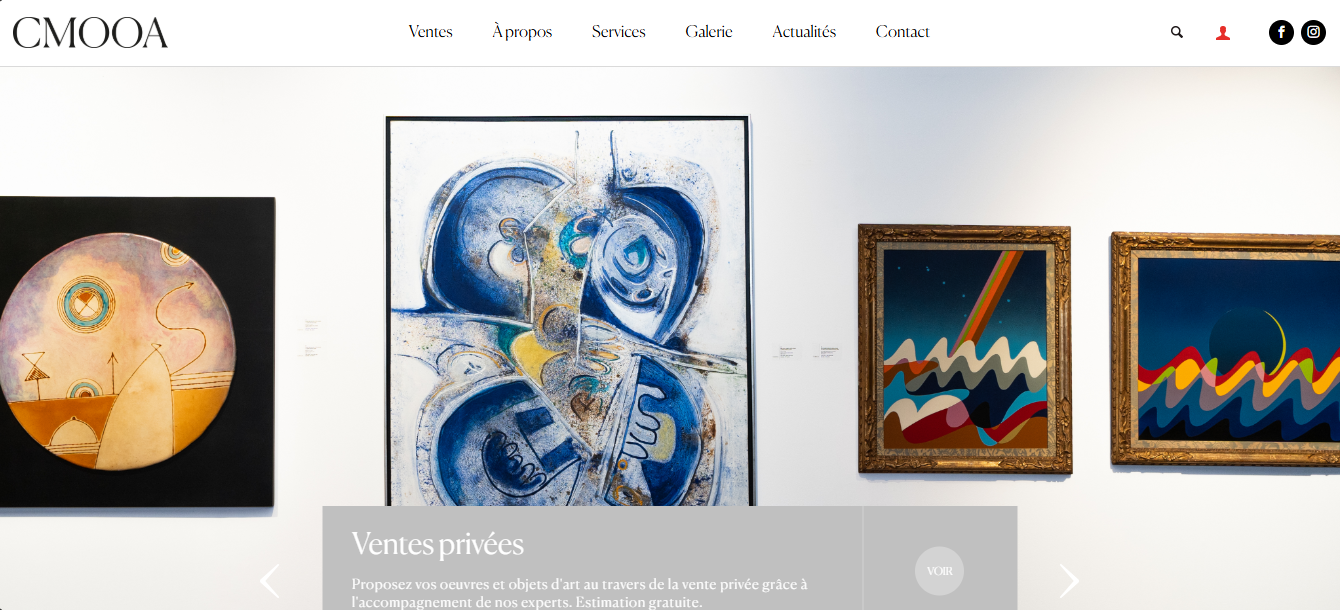 CMOOA
Ventes
À propos
Services
Galerie
Actualités
Contact
Ventes privées
VOIR
Proposez vos oeuvres et objets d'art au travers de la vente privée grâce à
l'accompagnement de nos experts. Estimation gratuite.